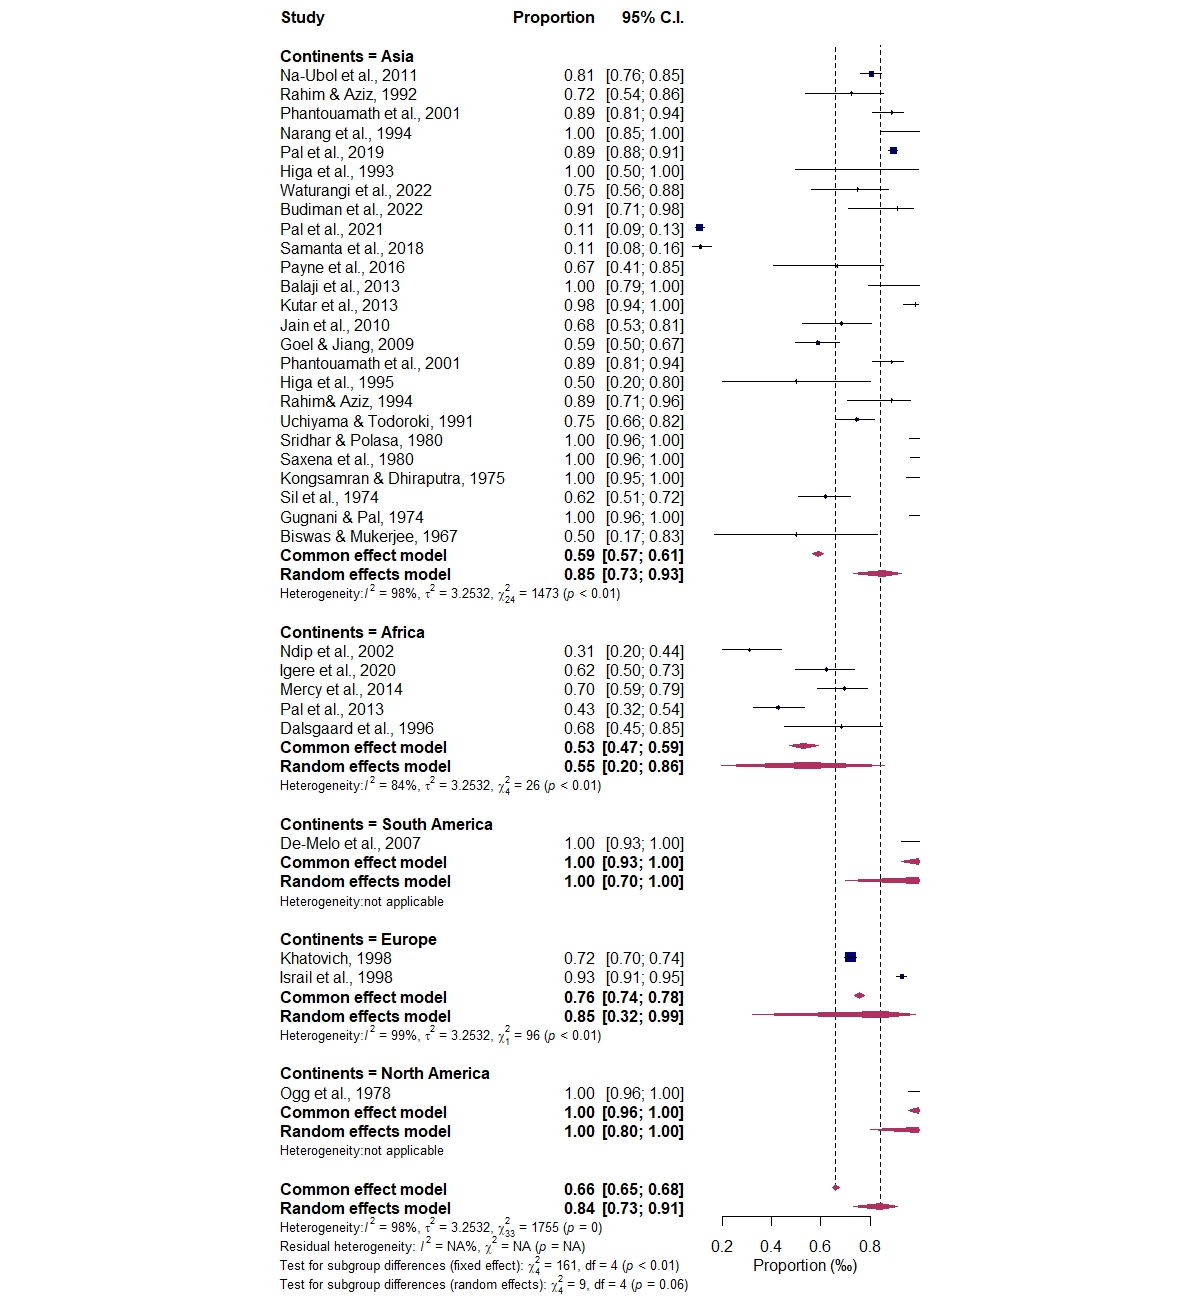 Study Proportion 95% C.I.
Continents = Asia
Na-Ubol et al., 2011 0.81 [0.76; 0.85]
Rahim & Aziz, 1992 0.72 [0.54; 0.86]
Phantouamath et al., 2001 0.89 [0.81; 0.94]
Narang et al., 1994 1.00 [0.85; 1.00]
Pal et al., 2019 0.89 [0.88; 0.91]
Higa et al., 1993 1.00 [0.50; 1.00]
Waturangi et al., 2022 0.75 [0.56; 0.88]
Budiman et al., 2022 0.91 [0.71; 0.98]
Pal et al., 2021 0.11 [0.09; 0.13]
Samanta et al., 2018 0.11 [0.08; 0.16]
Payne et al., 2016 0.67 [0.41; 0.85]
Balaji et al., 2013 1.00 [0.79; 1.00]
Kutar et al., 2013 0.98 [0.94; 1.00]
Jain et al., 2010 0.68 [0.53; 0.81]
Goel & Jiang, 2009 0.59 [0.50; 0.67]
Phantouamath et al., 2001 0.89 [0.81; 0.94]
Higa et al., 1995 0.50 [0.20; 0.80]
Rahim& Aziz, 1994 0.89 [0.71; 0.96]
Uchiyama & Todoroki, 1991 0.75 [0.66; 0.82]
Sridhar & Polasa, 1980 1.00 [0.96; 1.00]
Saxena et al., 1980 1.00 [0.96; 1.00]
Kongsamran & Dhiraputra, 1975 1.00 [0.95; 1.00]
Sil et al., 1974 0.62 [0.51; 0.72]
Gugnani & Pal, 1974 1.00 [0.96; 1.00]
Biswas & Mukerjee, 1967 0.50 [0.17; 0.83]
Common effect model 0.59 [0.57; 0.61]
Random effects model 0.85 [0.73; 0.93]
Heterogeneity: I² = 98%, τ² = 3.2532, χ²₂₄ = 1473 (p < 0.01)
Continents = Africa
Ndip et al., 2002 0.31 [0.20; 0.44]
Igere et al., 2020 0.62 [0.50; 0.73]
Mercy et al., 2014 0.70 [0.59; 0.79]
Pal et al., 2013 0.43 [0.32; 0.54]
Dalsgaard et al., 1996 0.68 [0.45; 0.85]
Common effect model 0.53 [0.47; 0.59]
Random effects model 0.55 [0.20; 0.86]
Heterogeneity: I² = 84%, τ² = 3.2532, χ²₄ = 26 (p < 0.01)
Continents = South America
De-Melo et al., 2007 1.00 [0.93; 1.00]
Common effect model 1.00 [0.93; 1.00]
Random effects model 1.00 [0.70; 1.00]
Heterogeneity:not applicable
Continents = Europe
Khatovich, 1998 0.72 [0.70; 0.74]
Israil et al., 1998 0.93 [0.91; 0.95]
Common effect model 0.76 [0.74; 0.78]
Random effects model 0.85 [0.32; 0.99]
Heterogeneity: I² = 99%, τ² = 3.2532, χ²₁ = 96 (p < 0.01)
Continents = North America
Ogg et al., 1978 1.00 [0.96; 1.00]
Common effect model 1.00 [0.96; 1.00]
Random effects model 1.00 [0.80; 1.00]
Heterogeneity:not applicable
Common effect model 0.66 [0.65; 0.68]
Random effects model 0.84 [0.73; 0.91]
Heterogeneity: I² = 98%, τ² = 3.2532, χ²₃₃ = 1755 (p = 0)
Residual heterogeneity: I² = NA%, χ² = NA (p = NA)
Test for subgroup differences (fixed effect): χ²₄ = 161, df = 4 (p < 0.01)
Test for subgroup differences (random effects): χ²₄ = 9, df = 4 (p = 0.06)
0.2 0.4 0.6 0.8
Proportion (‰)